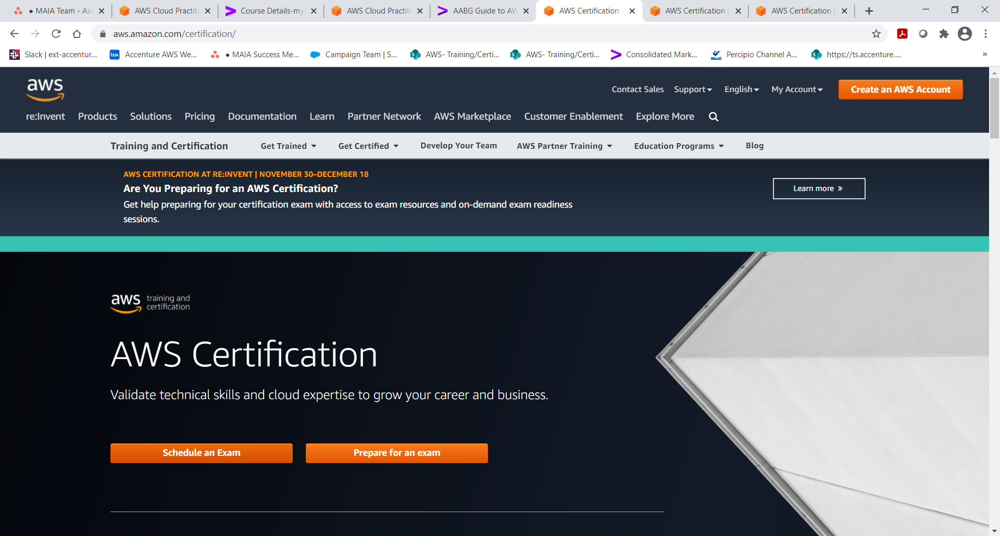 • MAIA Team - Asa
AWS Cloud Practiti
Course Details-myl
AWS Cloud Practiti
AABG Guide to AW
AWS Certification -
AWS Certification |
AWS Certification |
aws.amazon.com/certification/
Slack | ext-accentur...
box
Accenture AWS We...
• MAIA Success Me...
Campaign Team | S...
S
AWS- Training/Certi...
S
AWS- Training/Certi...
Consolidated Mark...
Percipio Channel A...
S
https://ts.accenture....
»
aws
Contact Sales
Support
English
My Account
Create an AWS Account
re:Invent
Products
Solutions
Pricing
Documentation
Learn
Partner Network
AWS Marketplace
Customer Enablement
Explore More
Training and Certification
Get Trained
Get Certified
Develop Your Team
AWS Partner Training
Education Programs
Blog
AWS CERTIFICATION AT RE:INVENT | NOVEMBER 30–DECEMBER 18
Are You Preparing for an AWS Certification?
Get help preparing for your certification exam with access to exam resources and on-demand exam readiness
sessions.
Learn more »
aws training and
certification
AWS Certification
Validate technical skills and cloud expertise to grow your career and business.
Schedule an Exam
Prepare for an exam